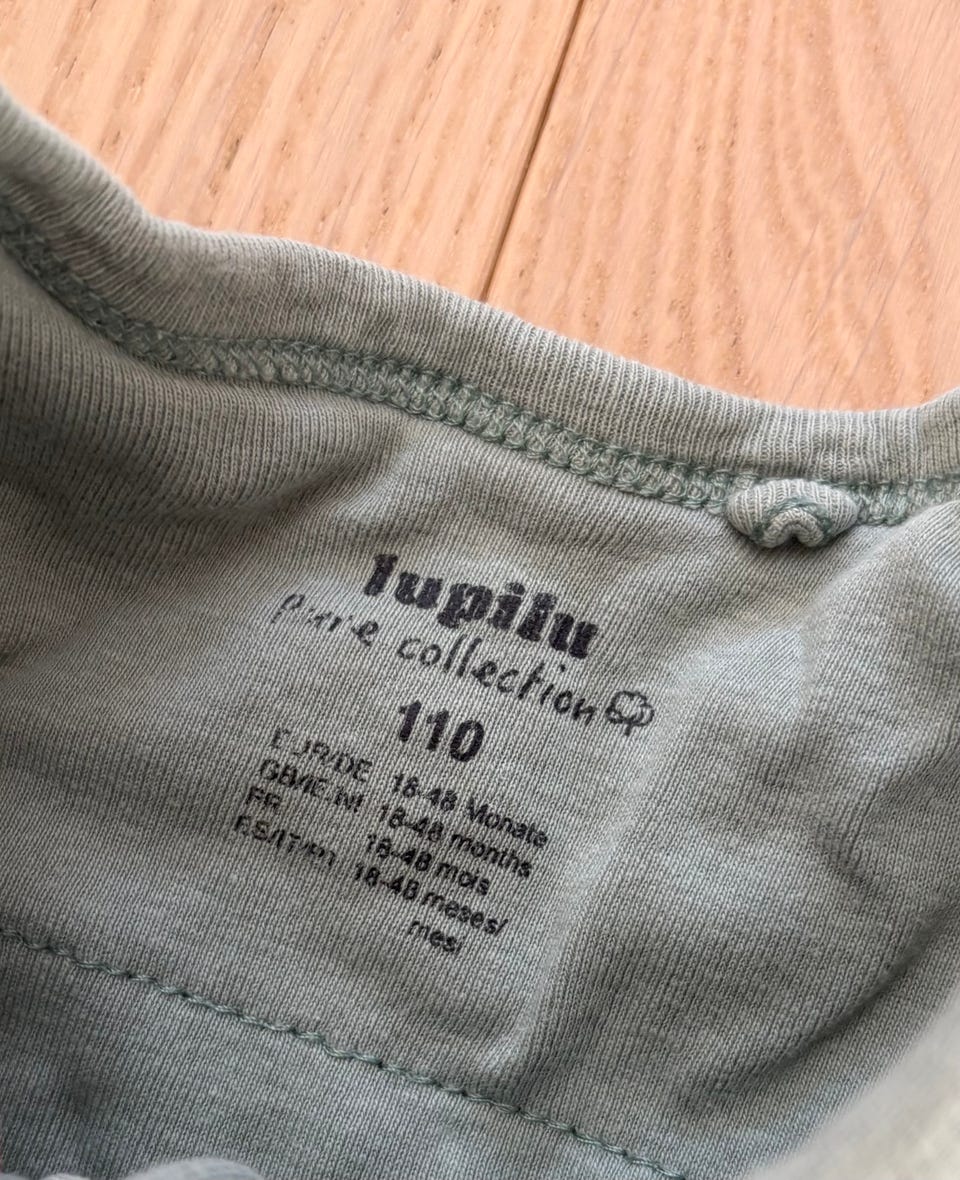 lupilu
pure collection
110
EUR/DE 18-48 Monate
GB/IE.NI 18-48 months
FR 18-48 mois
ES/IT/PT 18-48 meses/
mesi